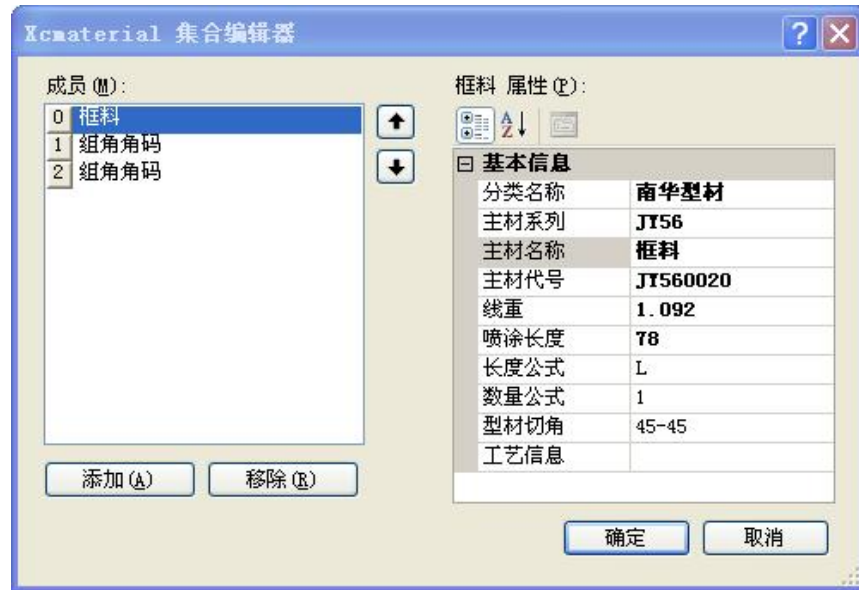 Xcmaterial 集合编辑器
成员(M):
0 框料
1 组角角码
2 组角角码
添加(A)
移除(R)
框料 属性(P):
基本信息
分类名称 南华型材
主材系列 JY56
主材名称 框料
主材代号 JY560020
线重 1.092
喷涂长度 78
长度公式 L
数量公式 1
型材切角 45-45
工艺信息
确定
取消